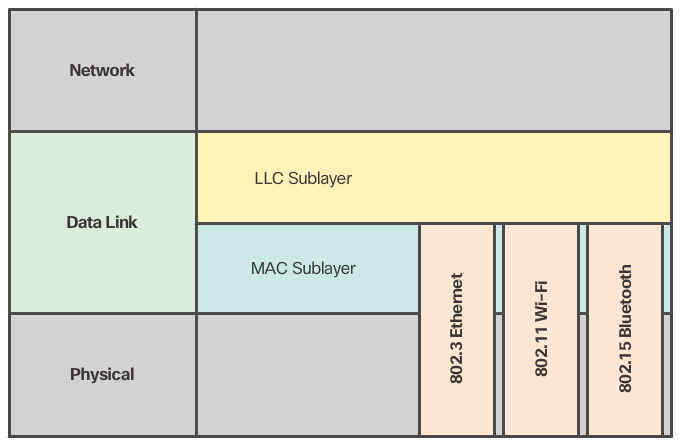 Network
LLC Sublayer
Data Link
MAC Sublayer
802.3 Ethernet
802.11 Wi-Fi
802.15 Bluetooth
Physical